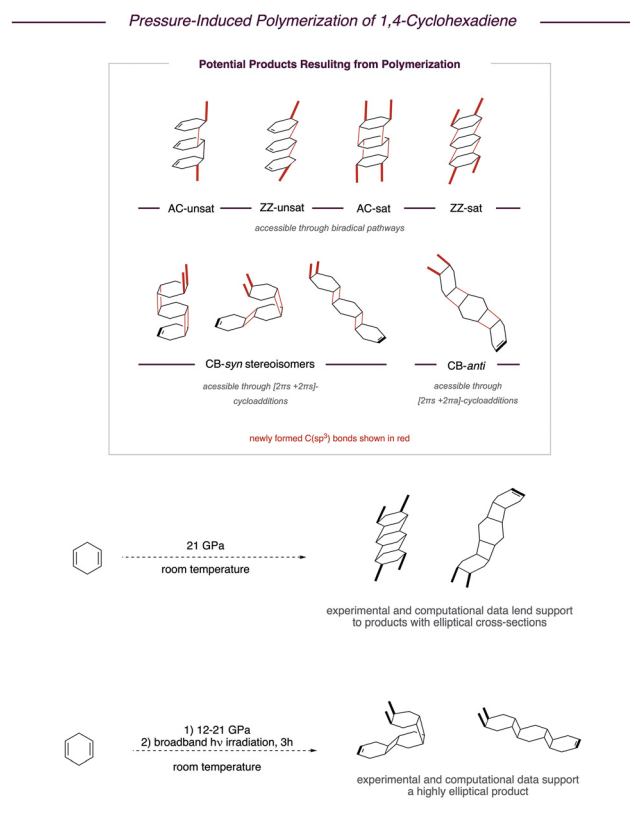 Pressure-Induced Polymerization of 1,4-Cyclohexadiene
Potential Products Resulitng from Polymerization
AC-unsat
ZZ-unsat
AC-sat
ZZ-sat
accessible through biradical pathways
CB-syn stereoisomers
CB-anti
acessible through [2πs +2πs]-
cycloadditions
acessible through
[2πs +2πa]-cycloadditions
newly formed C(sp³) bonds shown in red
21 GPa
room temperature
experimental and computational data lend support
to products with elliptical cross-sections
1) 12-21 GPa
2) broadband hν irradiation, 3h
room temperature
experimental and computational data support
a highly elliptical product